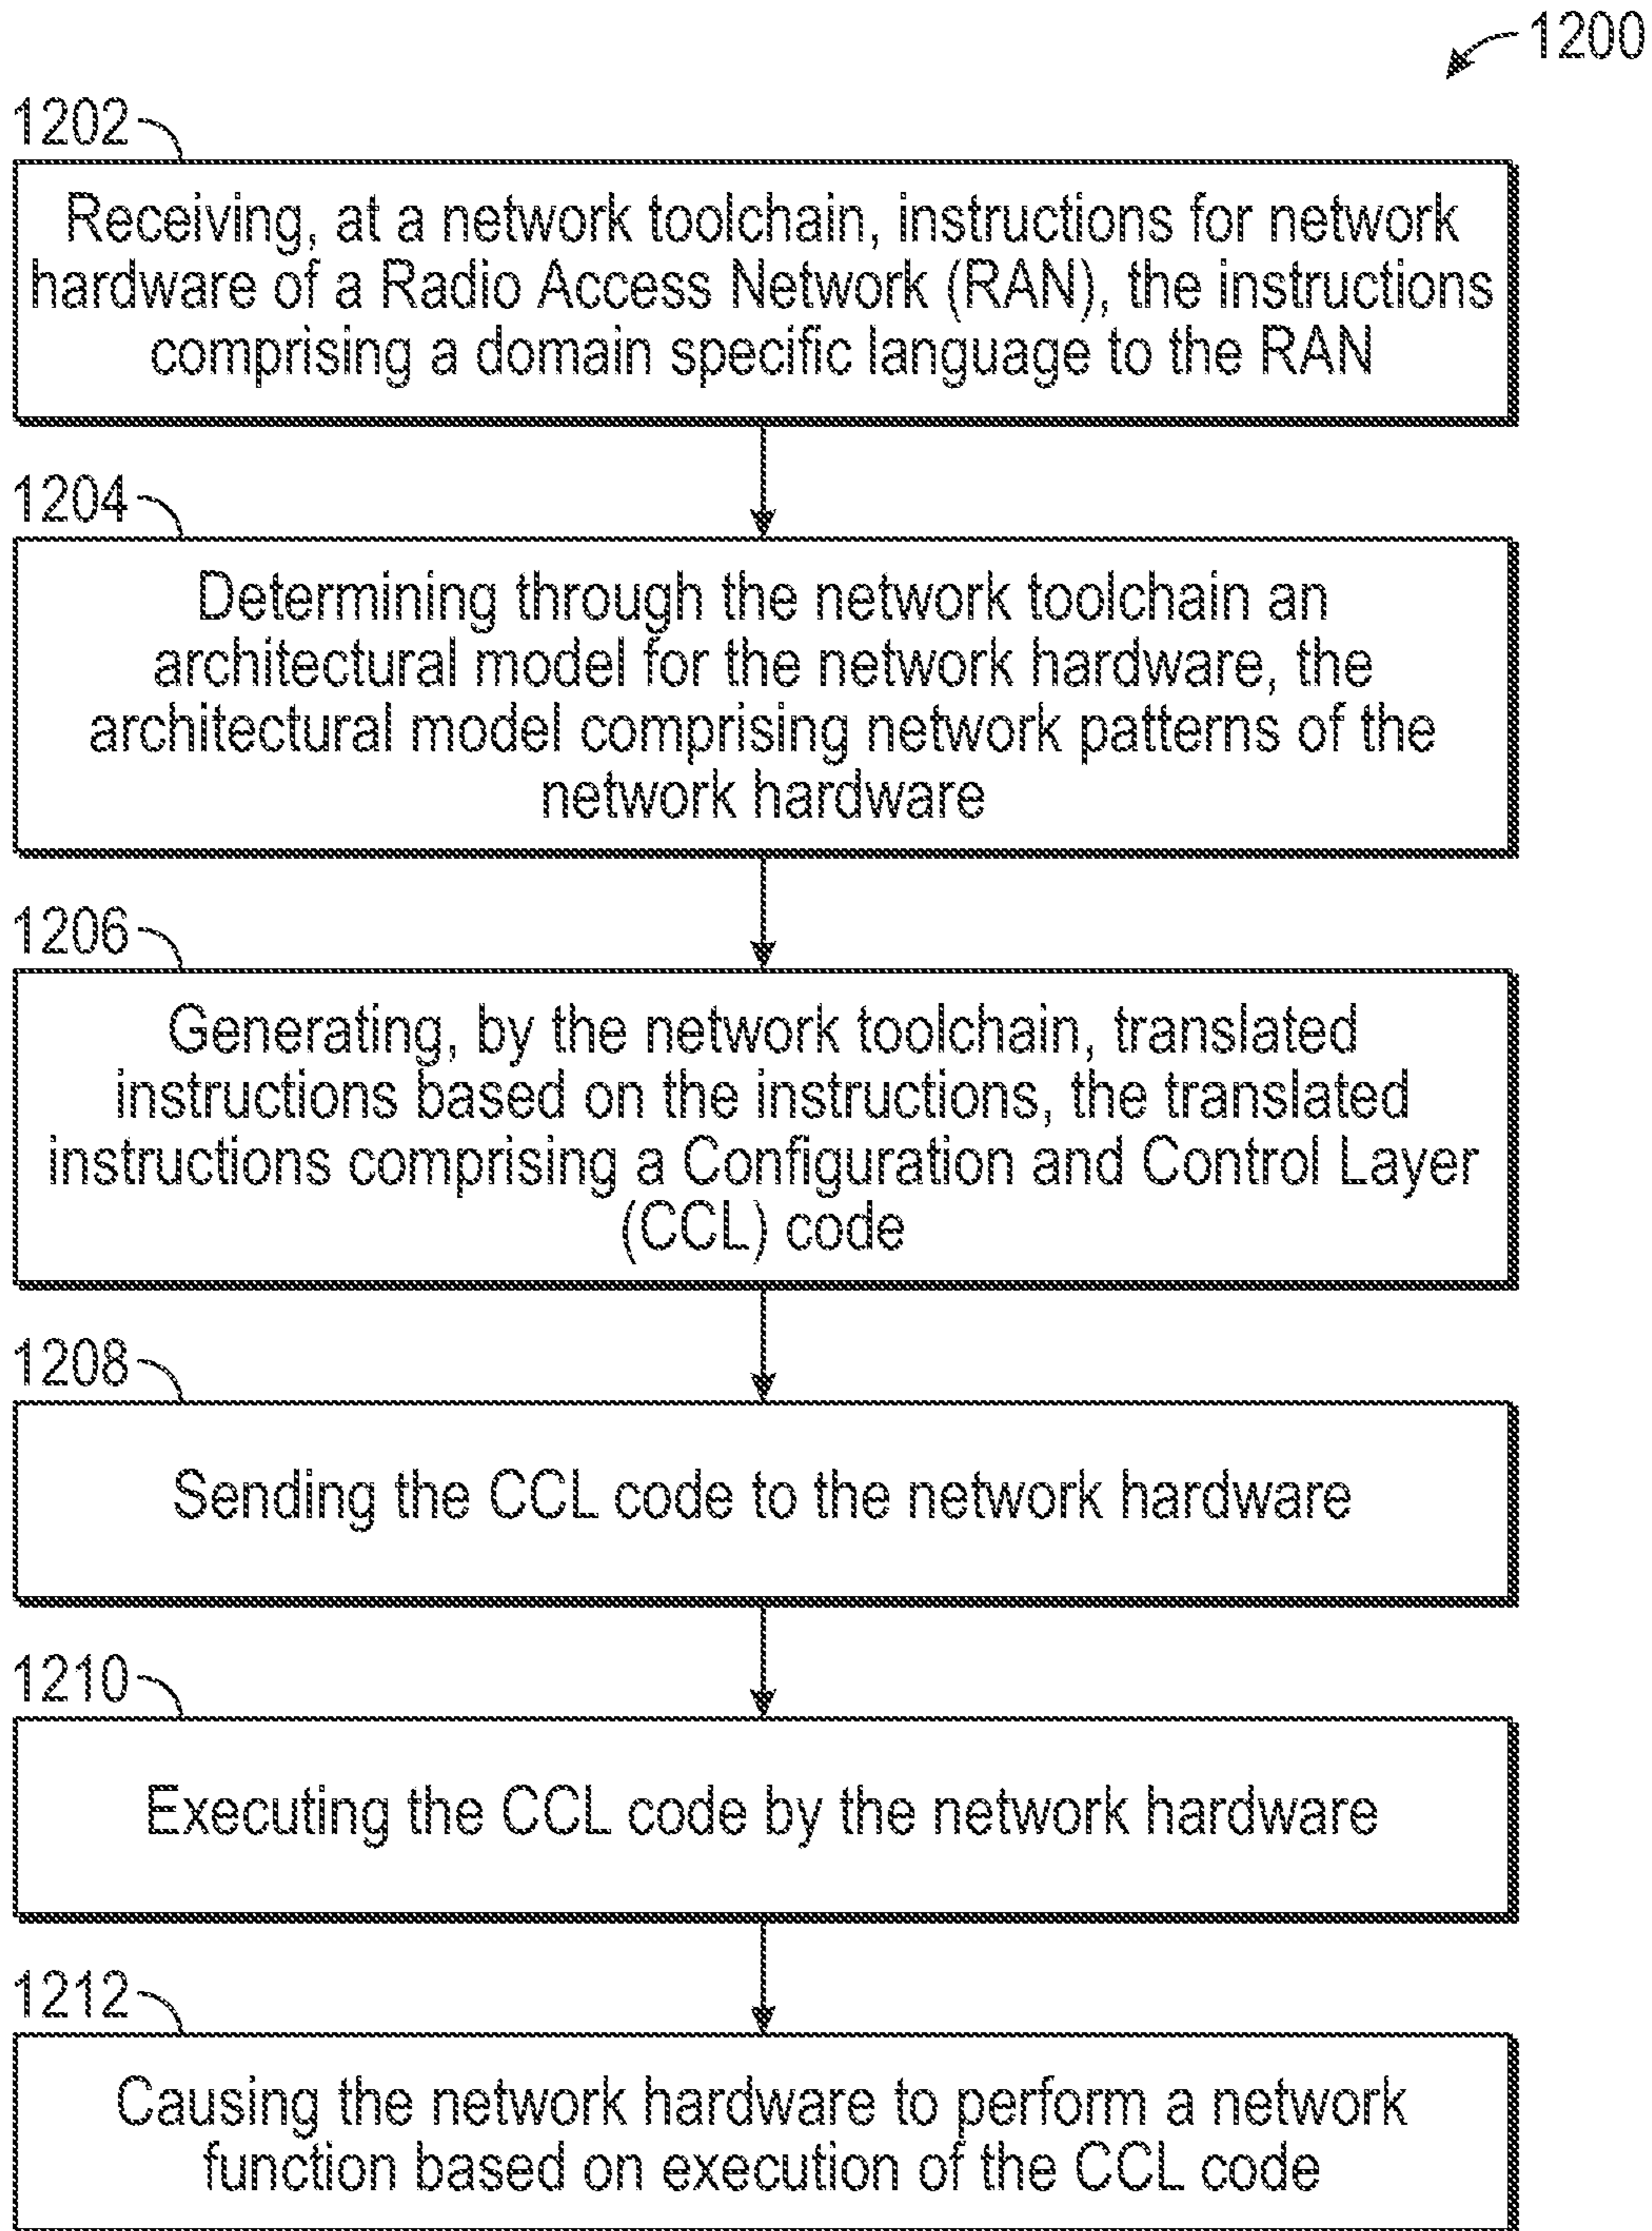 1200
1202
Receiving, at a network toolchain, instructions for network
hardware of a Radio Access Network (RAN), the instructions
comprising a domain specific language to the RAN
1204
Determining through the network toolchain an
architectural model for the network hardware, the
architectural model comprising network patterns of the
network hardware
1206
Generating, by the network toolchain, translated
instructions based on the instructions, the translated
instructions comprising a Configuration and Control Layer
(CCL) code
1208
Sending the CCL code to the network hardware
1210
Executing the CCL code by the network hardware
1212
Causing the network hardware to perform a network
function based on execution of the CCL code